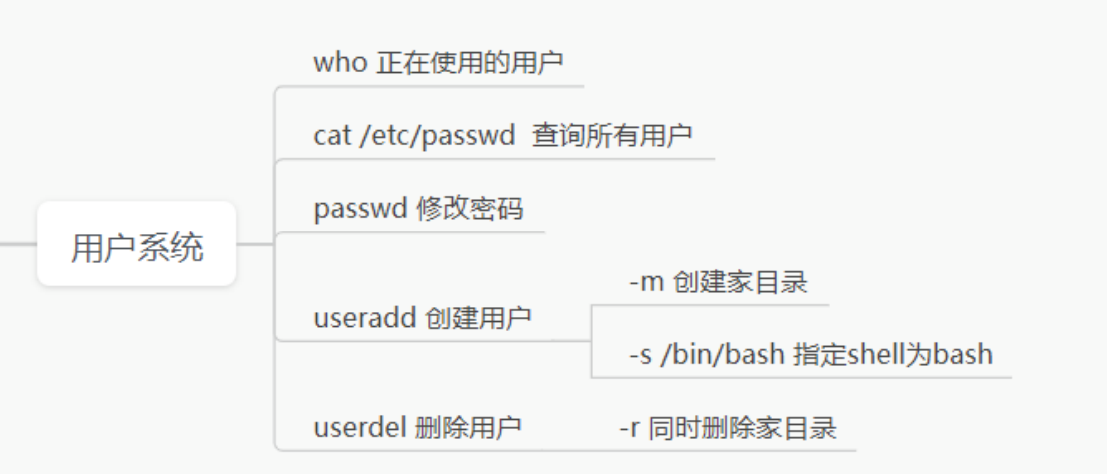 用户系统
who 正在使用的用户
cat /etc/passwd 查询所有用户
passwd 修改密码
useradd 创建用户
-m 创建家目录
-s /bin/bash 指定shell为bash
userdel 删除用户
-r 同时删除家目录